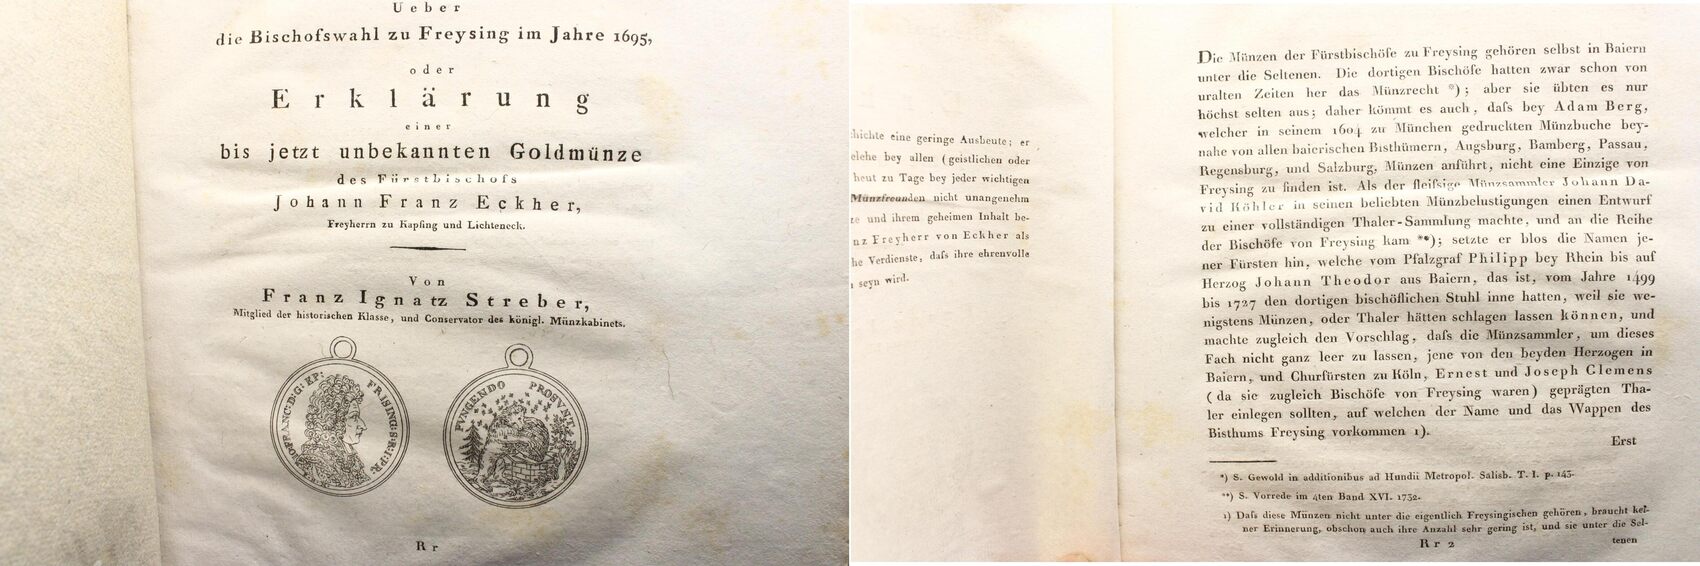 Ueber
die Bischofswahl zu Freysing im Jahre 1695,
oder
Erklärung
einer
bis jetzt unbekannten Goldmünze
des Fürstbischofs
Johann Franz Eckher,
Freyherrn zu Kapfing und Lichteneck.
Von
Franz Ignatz Streber,
Mitglied der historischen Klasse, und Conservator des königl. Münzkabinets.
IO: FRANC: D: G: EP: FRISING: S: R: I: PR:
PUNGENDO PROSVNT.
Rr
hichte eine geringe Ausbeute; er
elche bey allen (geistlichen oder
heut zu Tage bey jeder wichtigen
Münzfreunden nicht unangenehm
ze und ihrem geheimen Inhalt be-
nz Freyherr von Eckher als
he Verdienste, daſs ihre ehrenvolle
seyn wird.
Die Münzen der Fürstbischöfe zu Freysing gehören selbst in Baiern
unter die Seltenen. Die dortigen Bischöfe hatten zwar schon von
uralten Zeiten her das Münzrecht *); aber sie übten es nur
höchst selten aus; daher kömmt es auch, daſs bey Adam Berg,
welcher in seinem 1604 zu München gedruckten Münzbuche bey-
nahe von allen baierischen Bisthümern, Augsburg, Bamberg, Passau,
Regensburg, und Salzburg, Münzen anführt, nicht eine Einzige von
Freysing zu finden ist. Als der fleiſsige Münzsammler Johann Da-
vid Köhler in seinen beliebten Münzbelustigungen einen Entwurf
zu einer vollständigen Thaler-Sammlung machte, und an die Reihe
der Bischöfe von Freysing kam **); setzte er blos die Namen je-
ner Fürsten hin, welche vom Pfalzgraf Philipp bey Rhein bis auf
Herzog Johann Theodor aus Baiern, das ist, vom Jahre 1499
bis 1727 den dortigen bischöflichen Stuhl inne hatten, weil sie we-
nigstens Münzen, oder Thaler hätten schlagen lassen können, und
machte zugleich den Vorschlag, daſs die Münzsammler, um dieses
Fach nicht ganz leer zu lassen, jene von den beyden Herzogen in
Baiern, und Churfürsten zu Köln, Ernest und Joseph Clemens
(da sie zugleich Bischöfe von Freysing waren) geprägten Tha-
ler einlegen sollten, auf welchen der Name und das Wappen des
Bisthums Freysing vorkommen 1).
Erst
*) S. Gewold in additionibus ad Hundii Metropol. Salisb. T. I. p. 143.
**) S. Vorrede im 4ten Band XVI. 1732.
1) Daſs diese Münzen nicht unter die eigentlich Freysingischen gehören, braucht kei-
ner Erinnerung, obschon auch ihre Anzahl sehr gering ist, und sie unter die Sel-
Rr 2
tenen